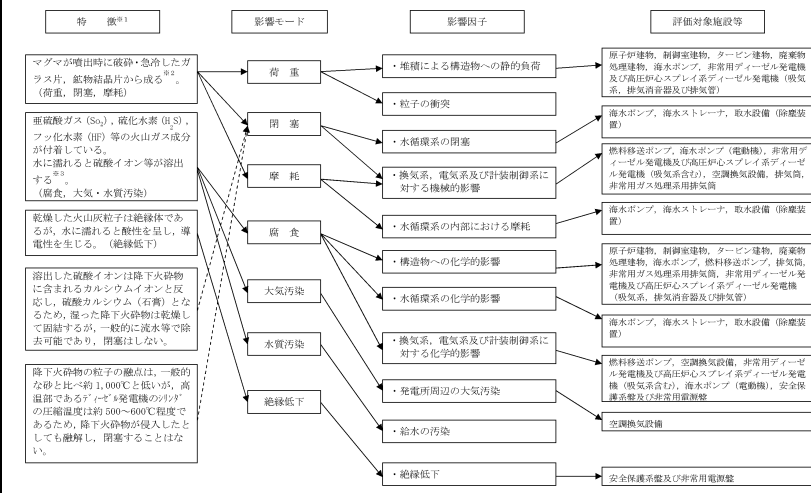 特　徴※1
影響モード
影響因子
評価対象施設等
マグマが噴出時に破砕・急冷したガ
ラス片，鉱物結晶片から成る※2。
（荷重，閉塞，摩耗）
亜硫酸ガス（So2），硫化水素（H2S），
フッ化水素（HF）等の火山ガス成分
が付着している。
水に濡れると硫酸イオン等が溶出
する※3。
（腐食，大気・水質汚染）
乾燥した火山灰粒子は絶縁体であ
るが，水に濡れると酸性を呈し，導
電性を生じる。（絶縁低下）
溶出した硫酸イオンは降下火砕物
に含まれるカルシウムイオンと反
応し，硫酸カルシウム（石膏）とな
るため，湿った降下火砕物は乾燥し
て固結するが，一般的に流水等で除
去可能であり，閉塞はしない。
降下火砕物の粒子の融点は，一般的
な砂と比べ約1,000℃と低いが，高
温部であるﾃﾞｨｰｾﾞﾙ発電機のｼﾘﾝﾀﾞ
の圧縮温度は約500～600℃程度で
あるため，降下火砕物が侵入したと
しても融解し，閉塞することはな
い。
荷　重
閉　塞
摩　耗
腐　食
大気汚染
水質汚染
絶縁低下
・堆積による構造物への静的負荷
・粒子の衝突
・水循環系の閉塞
・換気系，電気系及び計装制御系に
対する機械的影響
・水循環系の内部における摩耗
・構造物への化学的影響
・水循環系の化学的影響
・換気系，電気系及び計装制御系に
対する化学的影響
・発電所周辺の大気汚染
・給水の汚染
・絶縁低下
原子炉建物，制御室建物，タービン建物，廃棄物
処理建物，海水ポンプ，非常用ディーゼル発電機
及び高圧炉心スプレイ系ディーゼル発電機（吸気
系，排気消音器及び排気管）
海水ポンプ，海水ストレーナ，取水設備（除塵装
置）
燃料移送ポンプ，海水ポンプ（電動機），非常用デ
ィーゼル発電機及び高圧炉心スプレイ系ディーゼ
ル発電機（吸気系含む），空調換気設備，排気筒，
非常用ガス処理系用排気筒
海水ポンプ，海水ストレーナ，取水設備（除塵装
置）
原子炉建物，制御室建物，タービン建物，廃棄物
処理建物，海水ポンプ，燃料移送ポンプ，排気筒，
非常用ガス処理系用排気筒，非常用ディーゼル発
電機及び高圧炉心スプレイ系ディーゼル発電機
（吸気系，排気消音器及び排気管）
海水ポンプ，海水ストレーナ，取水設備（除塵装
置）
燃料移送ポンプ，空調換気設備，非常用ディーゼ
ル発電機及び高圧炉心スプレイ系ディーゼル発電
機（吸気系含む），海水ポンプ（電動機），安全保
護系盤及び非常用電源盤
空調換気設備
安全保護系盤及び非常用電源盤